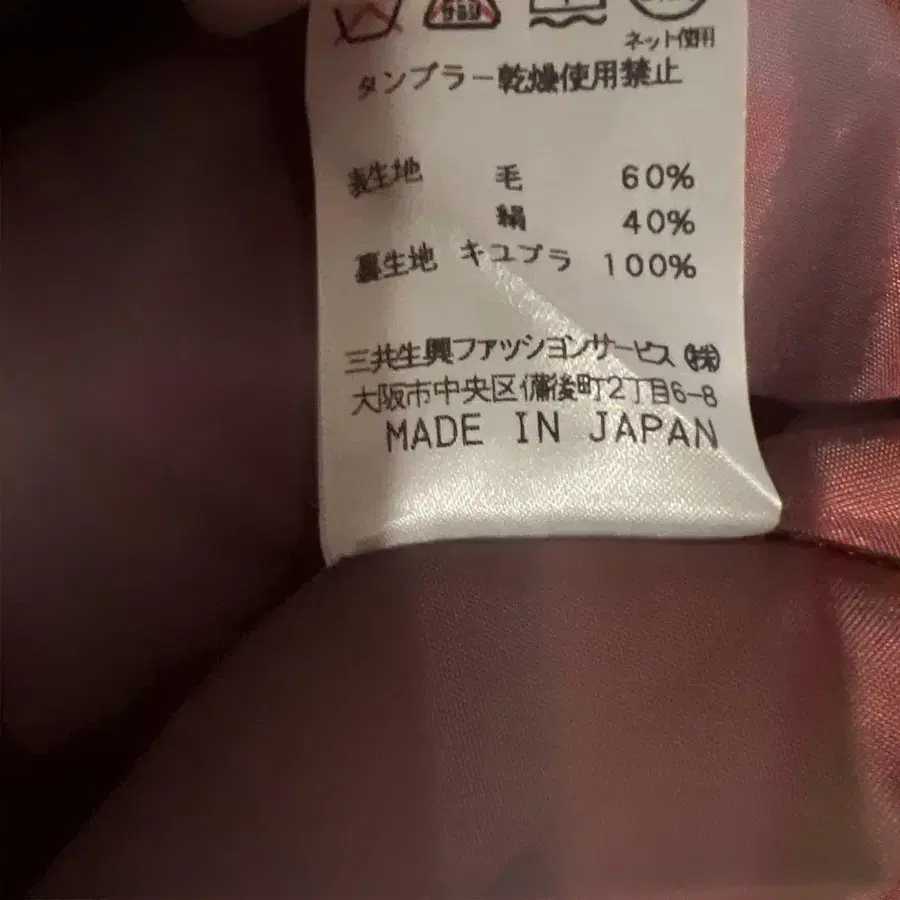 サラシ
ネット使用
タンブラー乾燥使用禁止
表生地 毛 60%
絹 40%
裏生地 キュプラ 100%
三共生興ファッションサービス(株)
大阪市中央区備後町2丁目6-8
MADE IN JAPAN